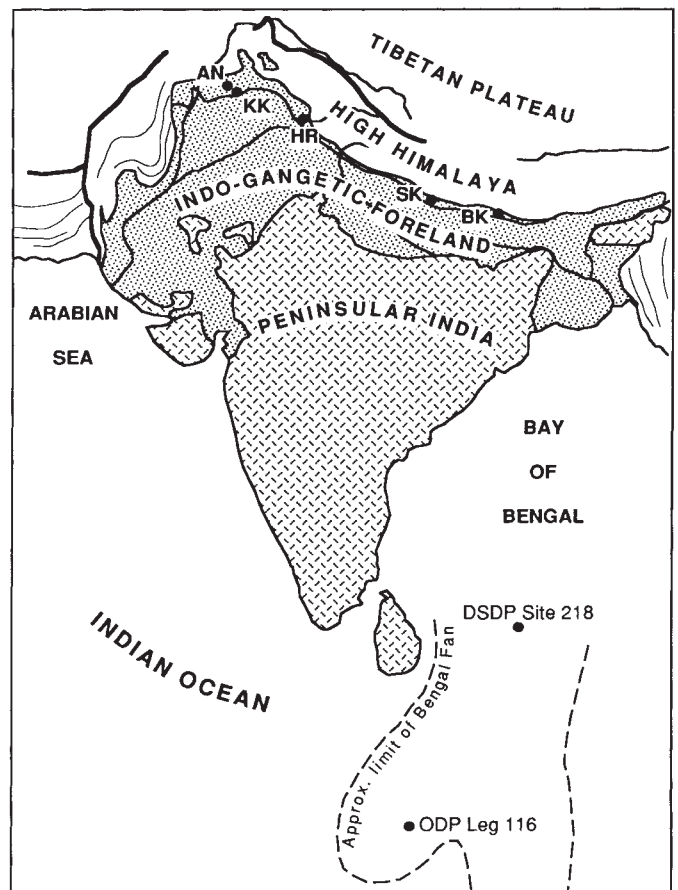 TIBETAN PLATEAU
AN
KK
HR
HIGH HIMALAYA
SK
BK
INDO-GANGETIC-FORELAND
ARABIAN
SEA
PENINSULAR INDIA
BAY
OF
BENGAL
DSDP Site 218
INDIAN OCEAN
Approx. limit of Bengal Fan
ODP Leg 116